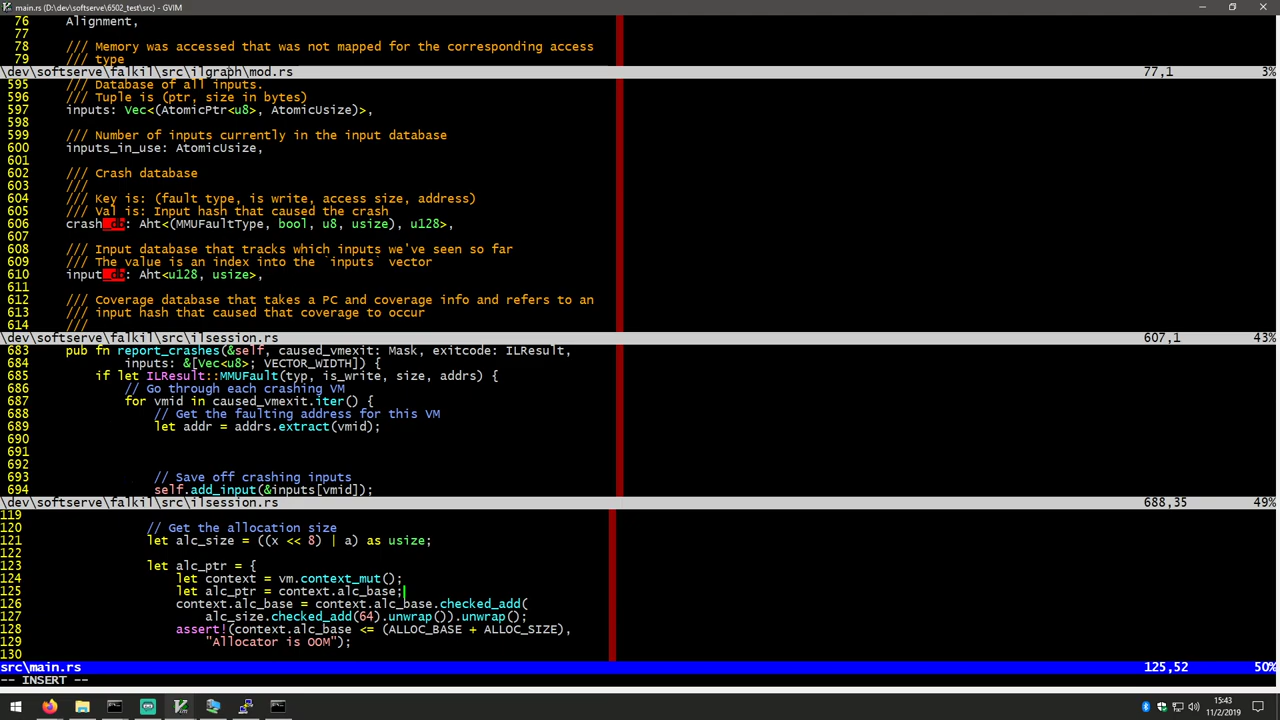 main.rs (D:\dev\softserve\6502_test\src) - GVIM
76     Alignment,
77
78     /// Memory was accessed that was not mapped for the corresponding access
79     /// type
\dev\softserve\falkil\src\ilgraph\mod.rs 77,1 3%
595     /// Database of all inputs.
596     /// Tuple is (ptr, size in bytes)
597     inputs: Vec<(AtomicPtr<u8>, AtomicUsize)>,
598
599     /// Number of inputs currently in the input database
600     inputs_in_use: AtomicUsize,
601
602     /// Crash database
603     ///
604     /// Key is: (fault type, is write, access size, address)
605     /// Val is: Input hash that caused the crash
606     crash_db: Aht<(MMUFaultType, bool, u8, usize), u128>,
607
608     /// Input database that tracks which inputs we've seen so far
609     /// The value is an index into the `inputs` vector
610     input_db: Aht<u128, usize>,
611
612     /// Coverage database that takes a PC and coverage info and refers to an
613     /// input hash that caused that coverage to occur
614     ///
\dev\softserve\falkil\src\ilsession.rs 607,1 43%
683     pub fn report_crashes(&self, caused_vmexit: Mask, exitcode: ILResult,
684             inputs: &[Vec<u8>; VECTOR_WIDTH]) {
685         if let ILResult::MMUFault(typ, is_write, size, addrs) {
686             // Go through each crashing VM
687             for vmid in caused_vmexit.iter() {
688                 // Get the faulting address for this VM
689                 let addr = addrs.extract(vmid);
690
691
692
693                 // Save off crashing inputs
694                 self.add_input(&inputs[vmid]);
\dev\softserve\falkil\src\ilsession.rs 688,35 49%
119
120                 // Get the allocation size
121                 let alc_size = ((x << 8) | a) as usize;
122
123                 let alc_ptr = {
124                     let context = vm.context_mut();
125                     let alc_ptr = context.alc_base;
126                     context.alc_base = context.alc_base.checked_add(
127                         alc_size.checked_add(64).unwrap()).unwrap();
128                     assert!(context.alc_base <= (ALLOC_BASE + ALLOC_SIZE),
129                         "Allocator is OOM");
130
src\main.rs 125,52 50%
-- INSERT --
15:43
11/2/2019